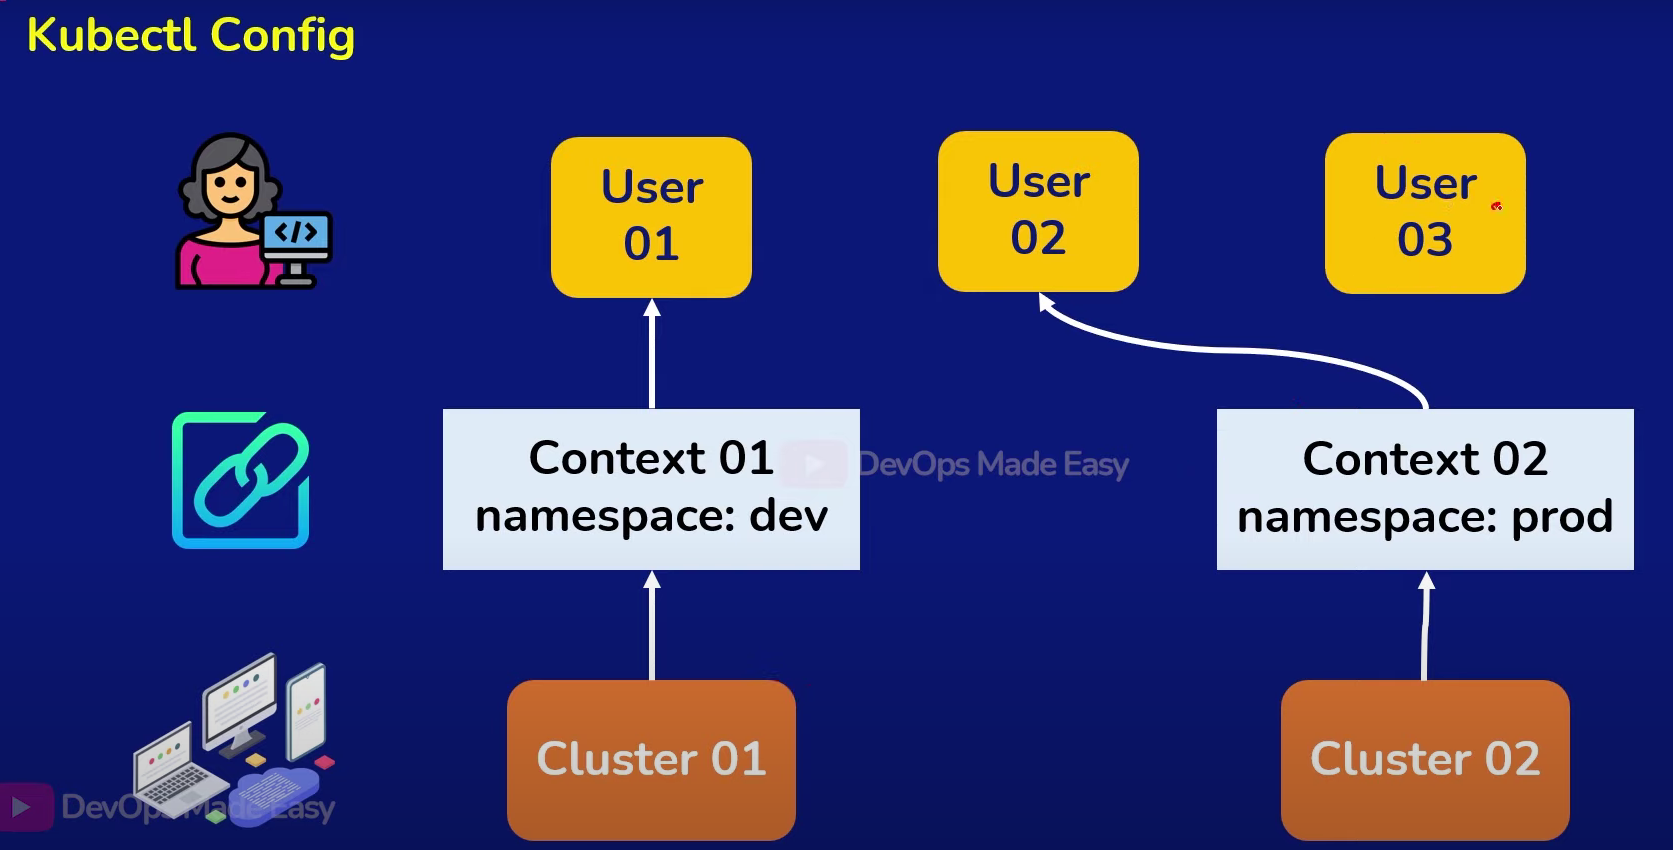 Kubectl Config
User
01
User
02
User
03
</>
Context 01
namespace: dev
DevOps Made Easy
Context 02
namespace: prod
Cluster 01
Cluster 02
DevOps Made Easy